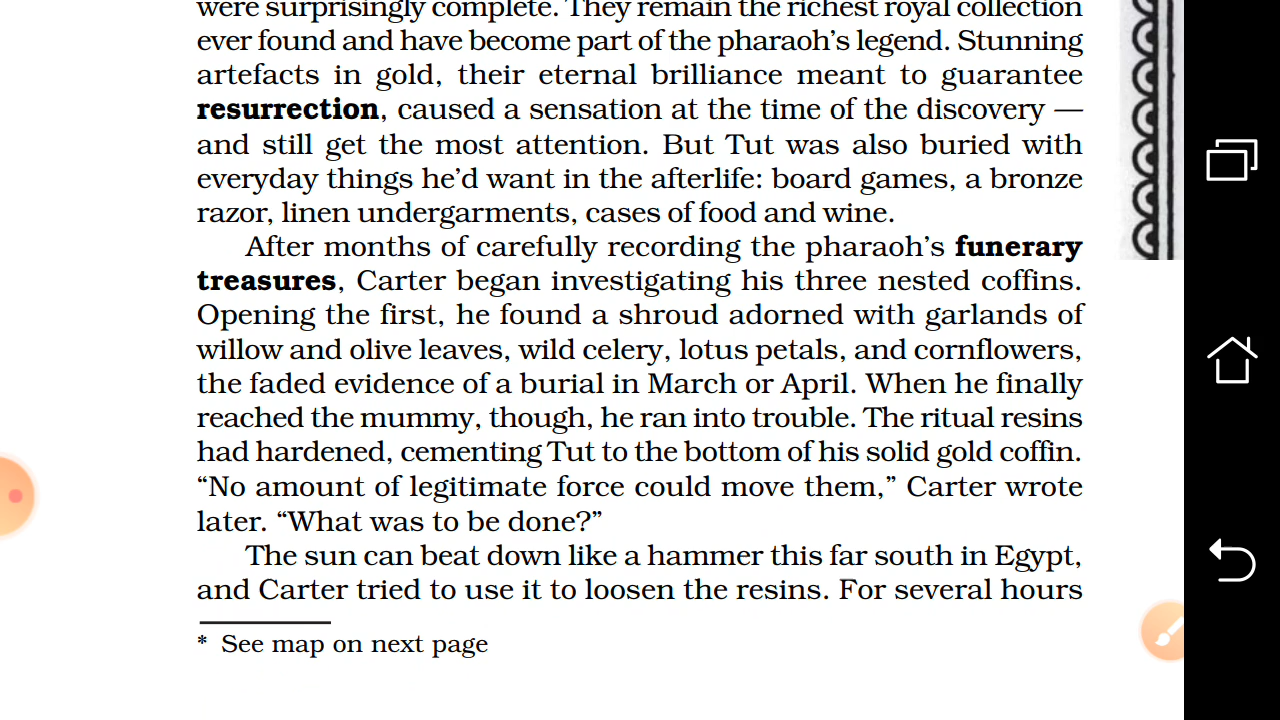 were surprisingly complete. They remain the richest royal collection
ever found and have become part of the pharaoh’s legend. Stunning
artefacts in gold, their eternal brilliance meant to guarantee
resurrection, caused a sensation at the time of the discovery —
and still get the most attention. But Tut was also buried with
everyday things he’d want in the afterlife: board games, a bronze
razor, linen undergarments, cases of food and wine.
After months of carefully recording the pharaoh’s funerary
treasures, Carter began investigating his three nested coffins.
Opening the first, he found a shroud adorned with garlands of
willow and olive leaves, wild celery, lotus petals, and cornflowers,
the faded evidence of a burial in March or April. When he finally
reached the mummy, though, he ran into trouble. The ritual resins
had hardened, cementing Tut to the bottom of his solid gold coffin.
“No amount of legitimate force could move them,” Carter wrote
later. “What was to be done?”
The sun can beat down like a hammer this far south in Egypt,
and Carter tried to use it to loosen the resins. For several hours
* See map on next page